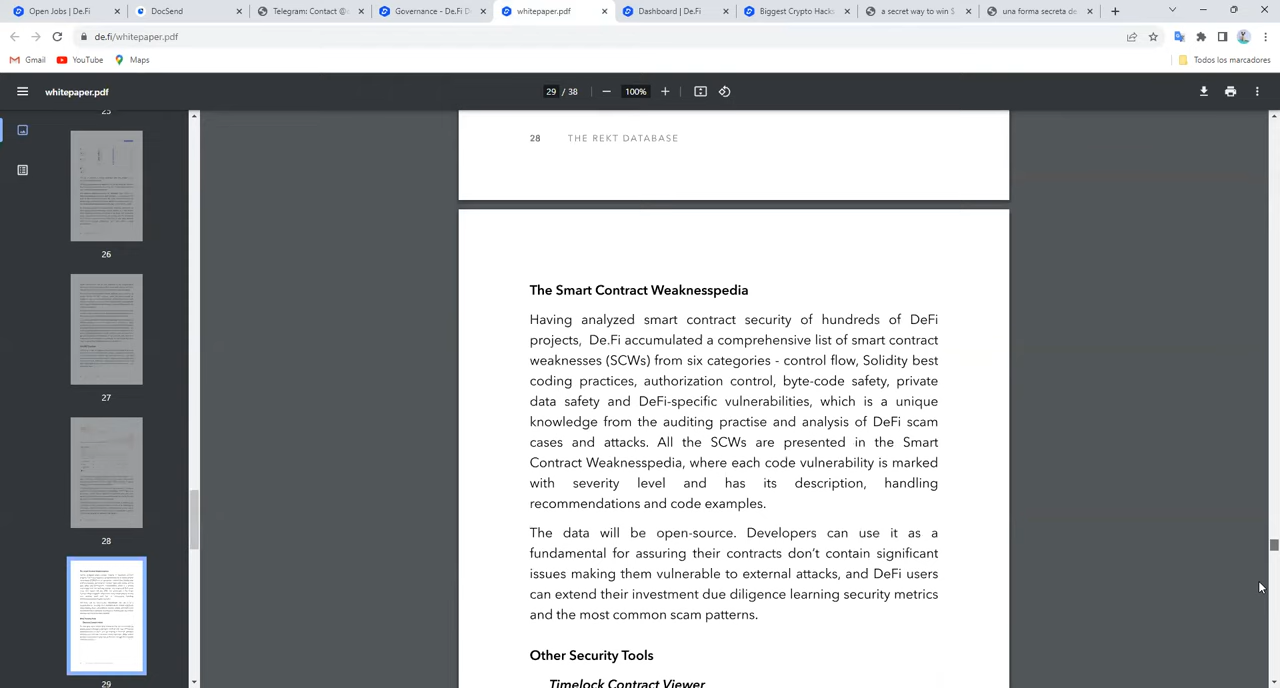 Open Jobs | De.Fi
DocSend
Telegram: Contact @
Governance - De.Fi D
whitepaper.pdf
Dashboard | De.Fi
Biggest Crypto Hacks
a secret way to win S
una forma secreta de
de.fi/whitepaper.pdf
Gmail
YouTube
Maps
Todos los marcadores
whitepaper.pdf
29 / 38
100%
26
27
28
29
28 THE REKT DATABASE
The Smart Contract Weaknesspedia
Having analyzed smart contract security of hundreds of DeFi
projects, De.Fi accumulated a comprehensive list of smart contract
weaknesses (SCWs) from six categories - control flow, Solidity best
coding practices, authorization control, byte-code safety, private
data safety and DeFi-specific vulnerabilities, which is a unique
knowledge from the auditing practise and analysis of DeFi scam
cases and attacks. All the SCWs are presented in the Smart
Contract Weaknesspedia, where each code vulnerability is marked
with severity level and has its description, handling
recommendations and code examples.
The data will be open-source. Developers can use it as a
fundamental for assuring their contracts don't contain significant
issues making them vulnerable to external attacks, and DeFi users
can extend their investment due diligence learning security metrics
and the most common scam patterns.
Other Security Tools
Timelock Contract Viewer